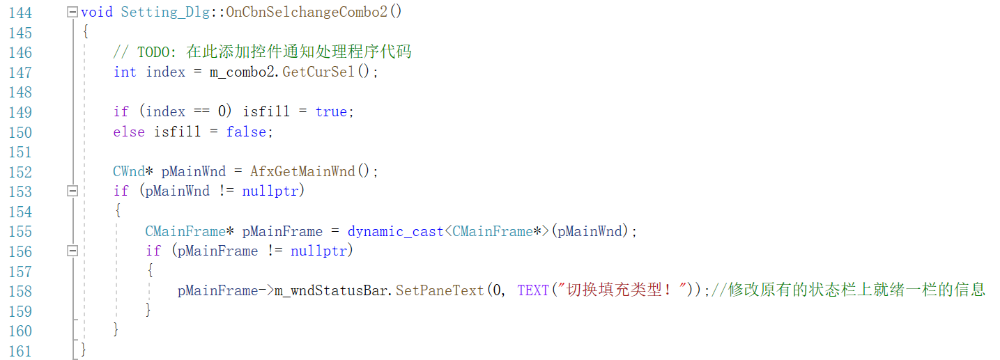 144 void Setting_Dlg::OnCbnSelchangeCombo2()
145 {
146 // TODO: 在此添加控件通知处理程序代码
147 int index = m_combo2.GetCurSel();
148
149 if (index == 0) isfill = true;
150 else isfill = false;
151
152 CWnd* pMainWnd = AfxGetMainWnd();
153 if (pMainWnd != nullptr)
154 {
155 CMainFrame* pMainFrame = dynamic_cast<CMainFrame*>(pMainWnd);
156 if (pMainFrame != nullptr)
157 {
158 pMainFrame->m_wndStatusBar.SetPaneText(0, TEXT("切换填充类型！"));//修改原有的状态栏上就绪一栏的信息
159 }
160 }
161 }